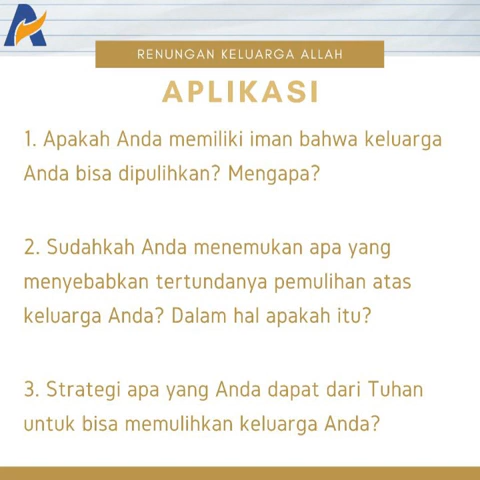 RENUNGAN KELUARGA ALLAH
APLIKASI
1. Apakah Anda memiliki iman bahwa keluarga
Anda bisa dipulihkan? Mengapa?
2. Sudahkah Anda menemukan apa yang
menyebabkan tertundanya pemulihan atas
keluarga Anda? Dalam hal apakah itu?
3. Strategi apa yang Anda dapat dari Tuhan
untuk bisa memulihkan keluarga Anda?